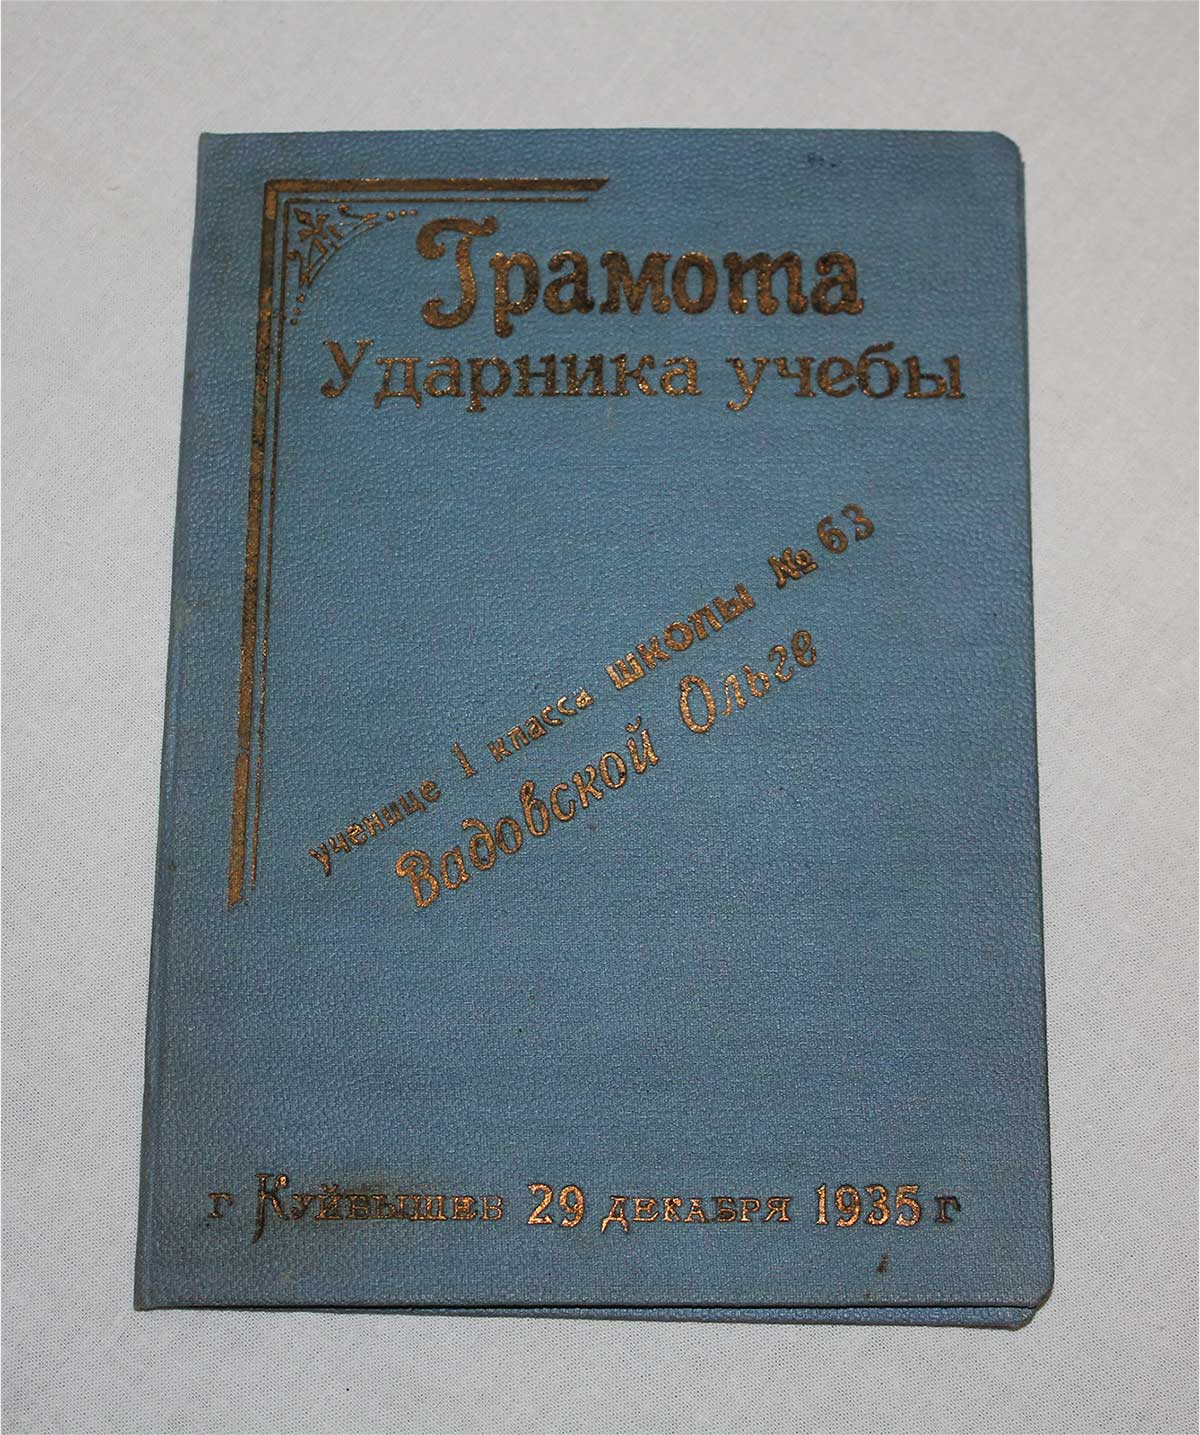 Грамота
Ударника учебы
ученице 1 класса школы № 63
Вадовской Ольге
г Куйбышев 29 декабря 1935 г